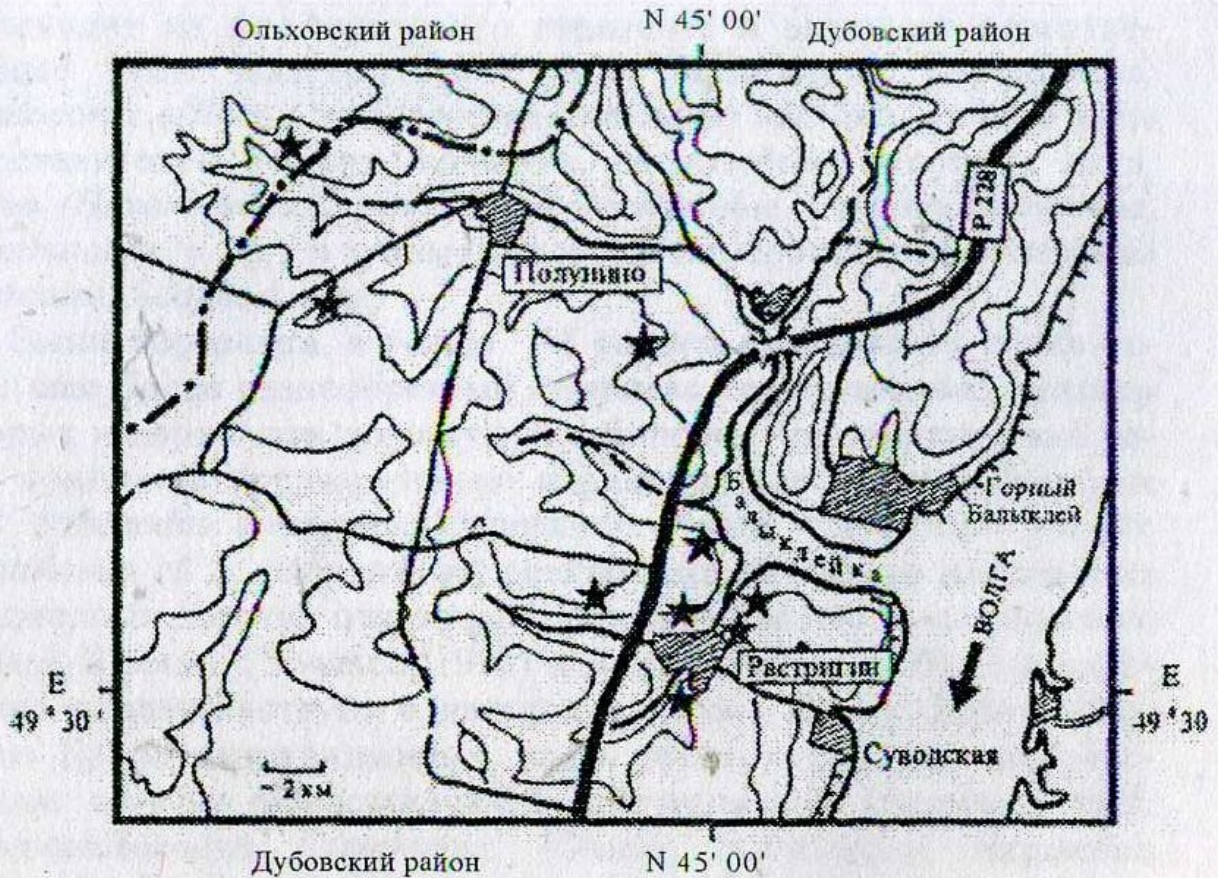 N 45' 00'
Ольховский район
Дубовский район
Р 228
Полунино
Горный
Балыклей
Балыклейка
ВОЛГА
Растригин
E
49° 30'
E
49° 30
Суводская
~ 2 км
Дубовский район
N 45' 00'